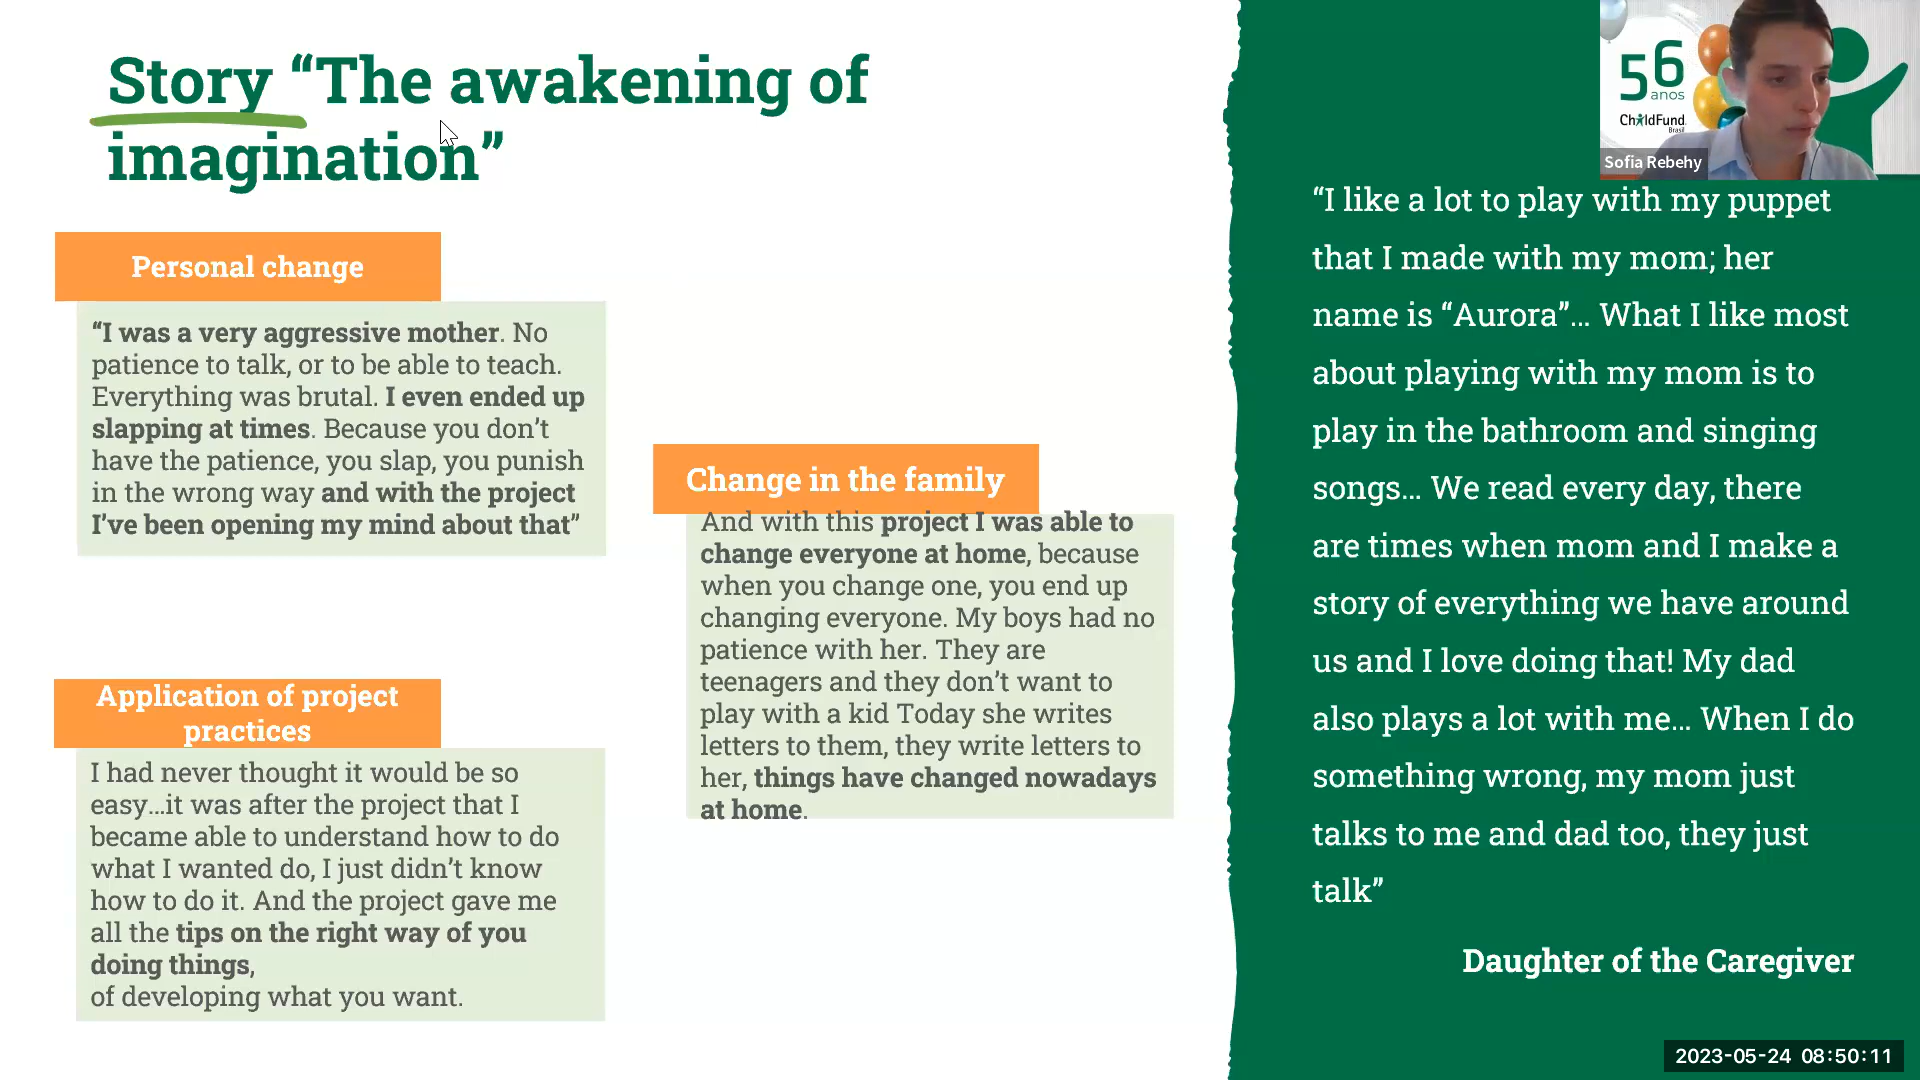 Story “The awakening of
imagination”
Personal change
“I was a very aggressive mother. No
patience to talk, or to be able to teach.
Everything was brutal. I even ended up
slapping at times. Because you don’t
have the patience, you slap, you punish
in the wrong way and with the project
I’ve been opening my mind about that”
Application of project
practices
I had never thought it would be so
easy…it was after the project that I
became able to understand how to do
what I wanted do, I just didn’t know
how to do it. And the project gave me
all the tips on the right way of you
doing things,
of developing what you want.
Change in the family
And with this project I was able to
change everyone at home, because
when you change one, you end up
changing everyone. My boys had no
patience with her. They are
teenagers and they don’t want to
play with a kid Today she writes
letters to them, they write letters to
her, things have changed nowadays
at home.
56
anos
ChildFund
Brasil
Sofia Rebehy
“I like a lot to play with my puppet
that I made with my mom; her
name is “Aurora”… What I like most
about playing with my mom is to
play in the bathroom and singing
songs… We read every day, there
are times when mom and I make a
story of everything we have around
us and I love doing that! My dad
also plays a lot with me… When I do
something wrong, my mom just
talks to me and dad too, they just
talk”
Daughter of the Caregiver
2023-05-24 08:50:11